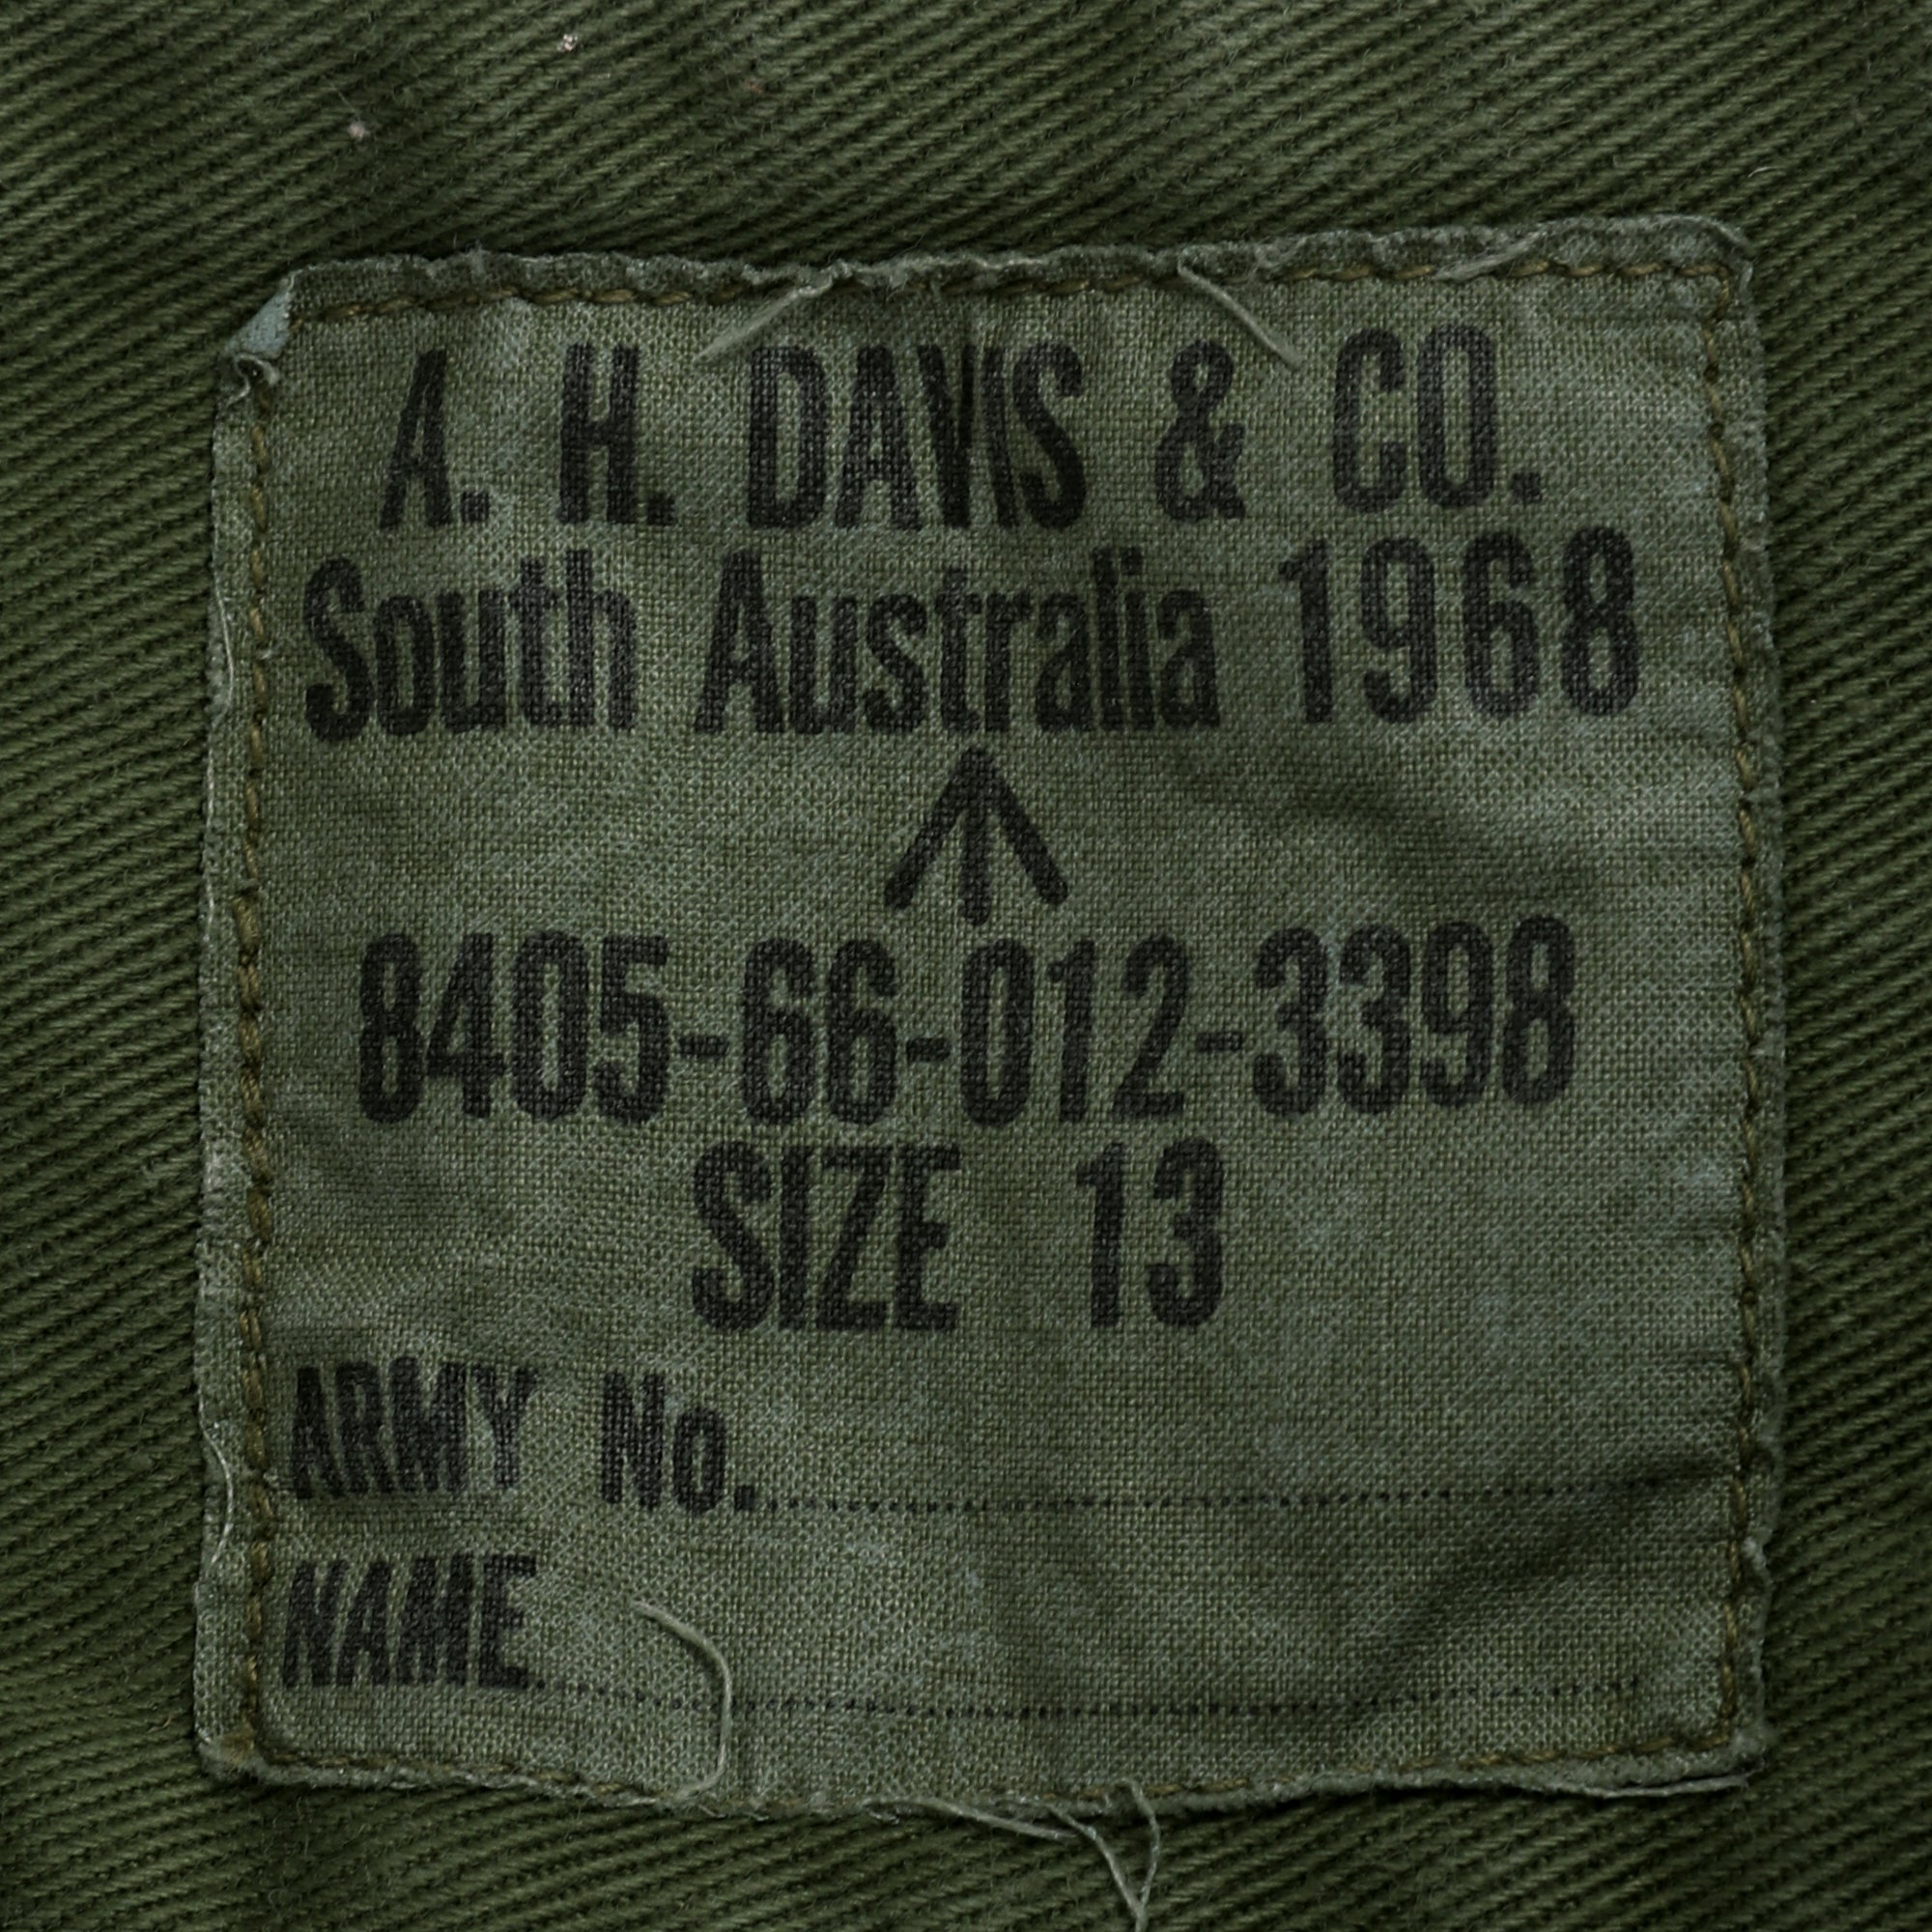 A. H. DAVIS & CO.
South Australia 1968
8405-66-012-3398
SIZE 13
ARMY No.
NAME